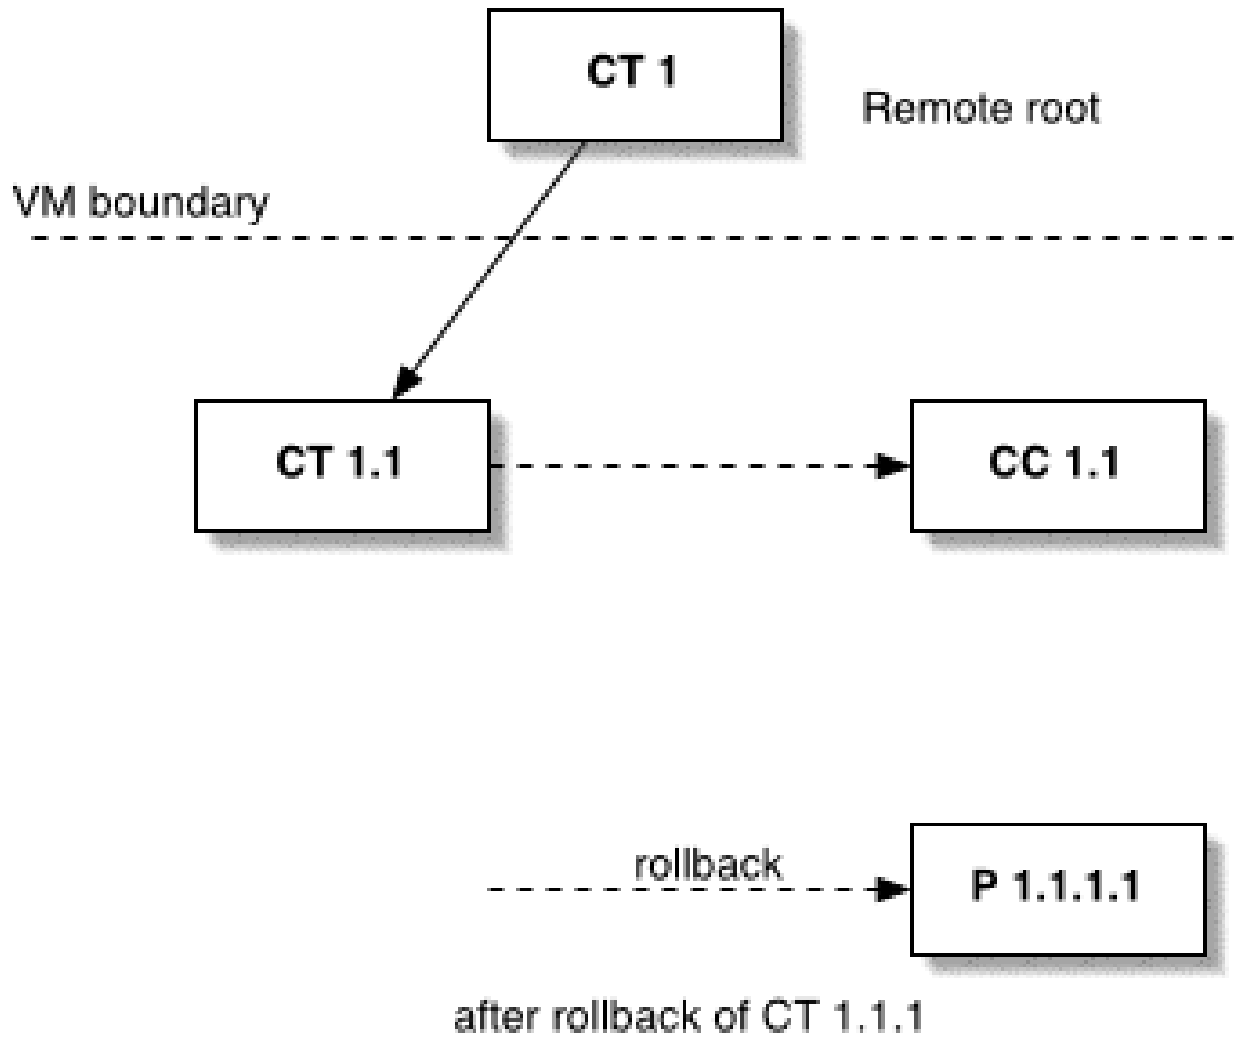 CT 1
Remote root
VM boundary
CT 1.1
CC 1.1
rollback
P 1.1.1.1
after rollback of CT 1.1.1